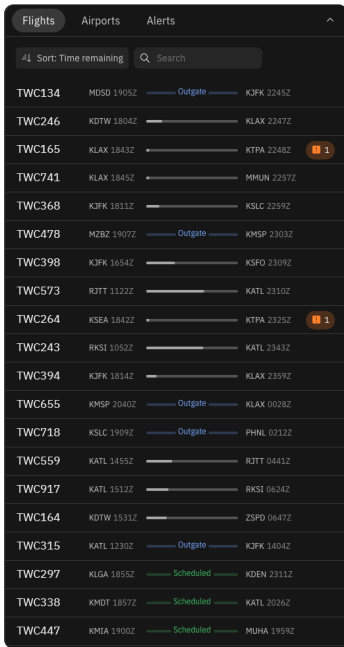 Flights Airports Alerts
Sort: Time remaining Search
TWC134 MDSD 1905Z Outgate KJFK 2245Z
TWC246 KDTW 1804Z KLAX 2247Z
TWC165 KLAX 1843Z KTPA 2248Z 1
TWC741 KLAX 1845Z MMUN 2257Z
TWC368 KJFK 1811Z KSLC 2259Z
TWC478 MZBZ 1907Z Outgate KMSP 2303Z
TWC398 KJFK 1654Z KSFO 2309Z
TWC573 RJTT 1122Z KATL 2310Z
TWC264 KSEA 1842Z KTPA 2325Z 1
TWC243 RKSI 1052Z KATL 2343Z
TWC394 KJFK 1814Z KLAX 2359Z
TWC655 KMSP 2040Z Outgate KLAX 0028Z
TWC718 KSLC 1909Z Outgate PHNL 0212Z
TWC559 KATL 1455Z RJTT 0441Z
TWC917 KATL 1512Z RKSI 0624Z
TWC164 KDTW 1531Z ZSPD 0647Z
TWC315 KATL 1230Z Outgate KJFK 1404Z
TWC297 KLGA 1855Z Scheduled KDEN 2311Z
TWC338 KMDT 1857Z Scheduled KATL 2026Z
TWC447 KMIA 1900Z Scheduled MUHA 1959Z